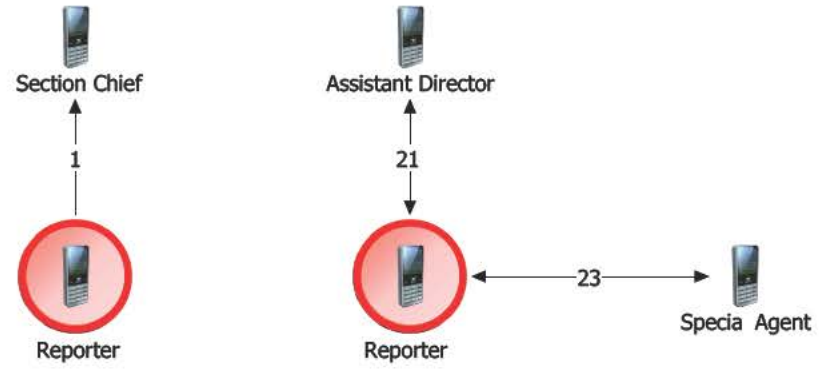 Section Chief
Assistant Director
1
21
23
Specia Agent
Reporter
Reporter